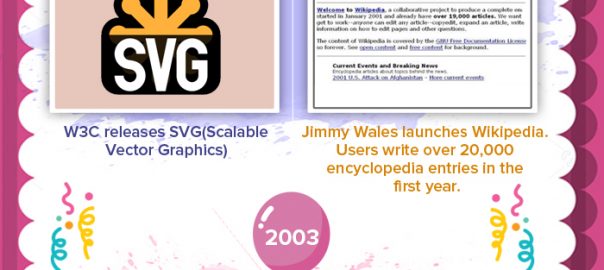 SVG
Welcome to Wikipedia, a collaborative project to produce a complete en
started in January 2001 and already have over 19,000 articles. We want
get to work--anyone can edit any article--copyedit, expand an article, write
information on how to edit pages and other questions.
The content of Wikipedia is covered by the GNU Free Documentation License
so forever. See open content and free content for background.
Current Events and Breaking News
Encyclopedia articles about topics behind the news.
2001 U.S. Attack on Afghanistan - More current events
W3C releases SVG(Scalable
Vector Graphics)
Jimmy Wales launches Wikipedia.
Users write over 20,000
encyclopedia entries in the
first year.
2003